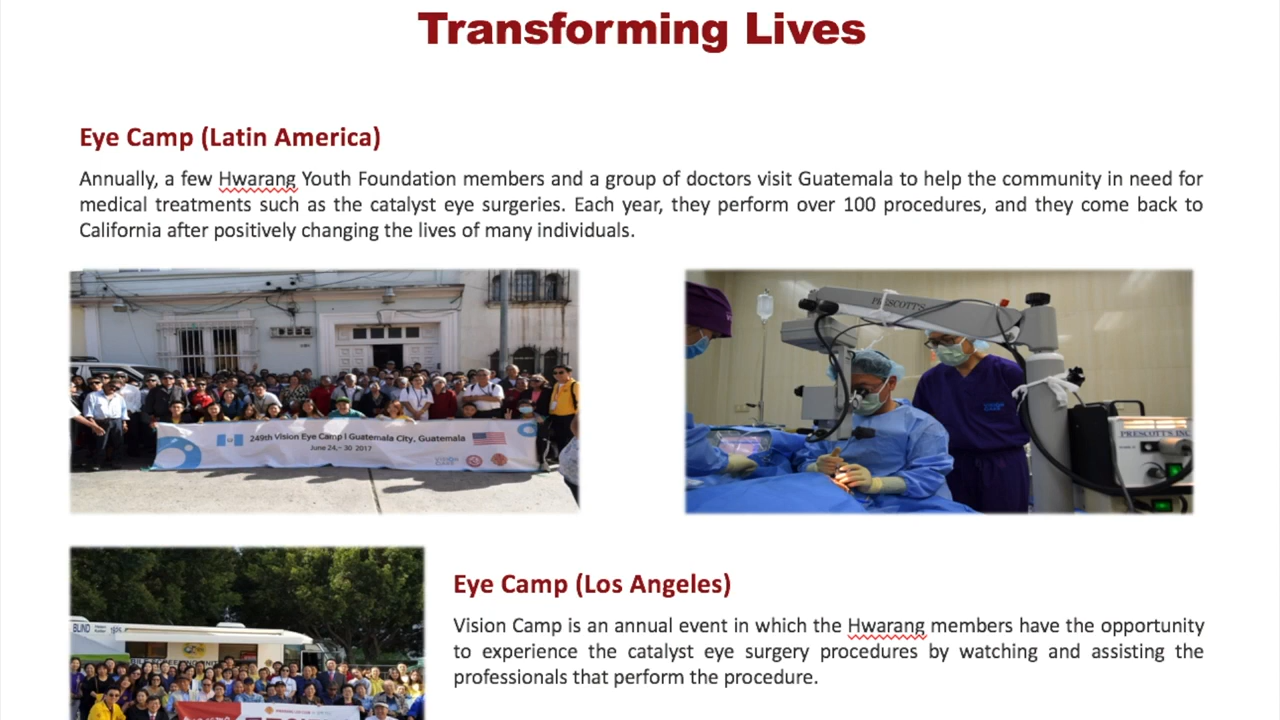 Transforming Lives
Eye Camp (Latin America)
Annually, a few Hwarang Youth Foundation members and a group of doctors visit Guatemala to help the community in need for
medical treatments such as the catalyst eye surgeries. Each year, they perform over 100 procedures, and they come back to
California after positively changing the lives of many individuals.
249th Vision Eye Camp | Guatemala City, Guatemala
June 24, - 30 2017
PRESCOTT'S
PRESCOTT'S INC
Eye Camp (Los Angeles)
Vision Camp is an annual event in which the Hwarang members have the opportunity
to experience the catalyst eye surgery procedures by watching and assisting the
professionals that perform the procedure.
BLIND